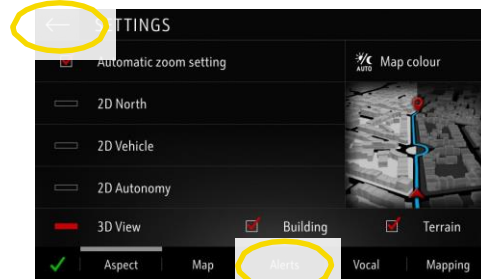 SETTINGS
Automatic zoom setting
AUTO Map colour
2D North
2D Vehicle
2D Autonomy
3D View Building Terrain
Aspect Map Alerts Vocal Mapping